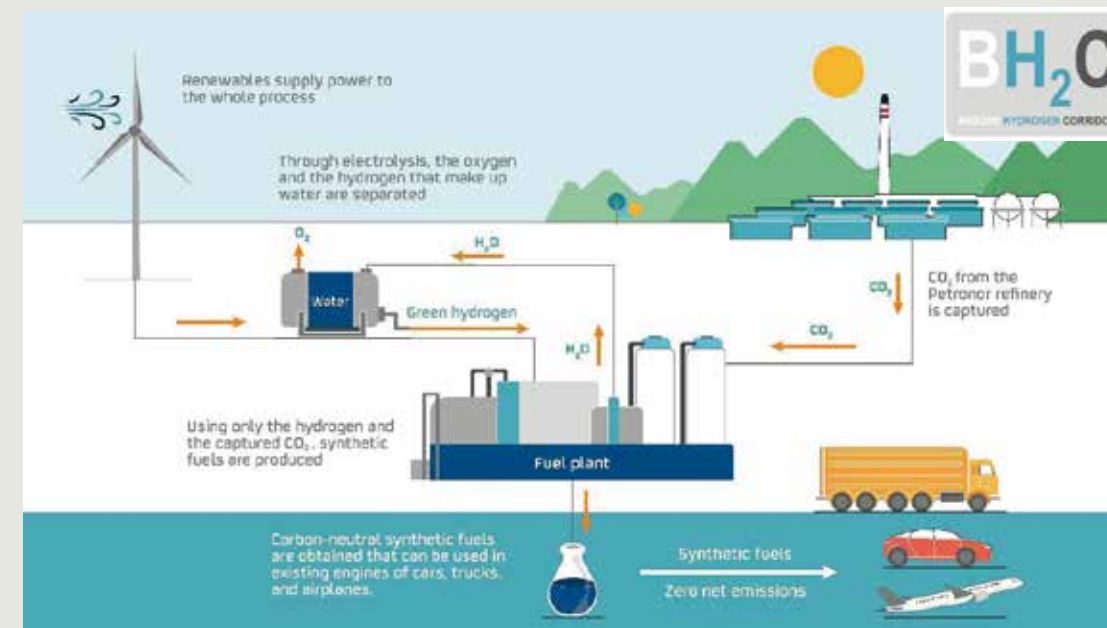 BH₂C
HYDROGEN CORRIDO
Renewables supply power to
the whole process
Through electrolysis, the oxygen
and the hydrogen that make up
water are separated
O₂
H₂O
Water
Green hydrogen
H₂O
CO₂
CO₂
CO₂ from the
Petronor refinery
is captured
Using only the hydrogen and
the captured CO₂, synthetic
fuels are produced
Fuel plant
Carbon-neutral synthetic fuels
are obtained that can be used in
existing engines of cars, trucks,
and airplanes.
Synthetic fuels
Zero net emissions